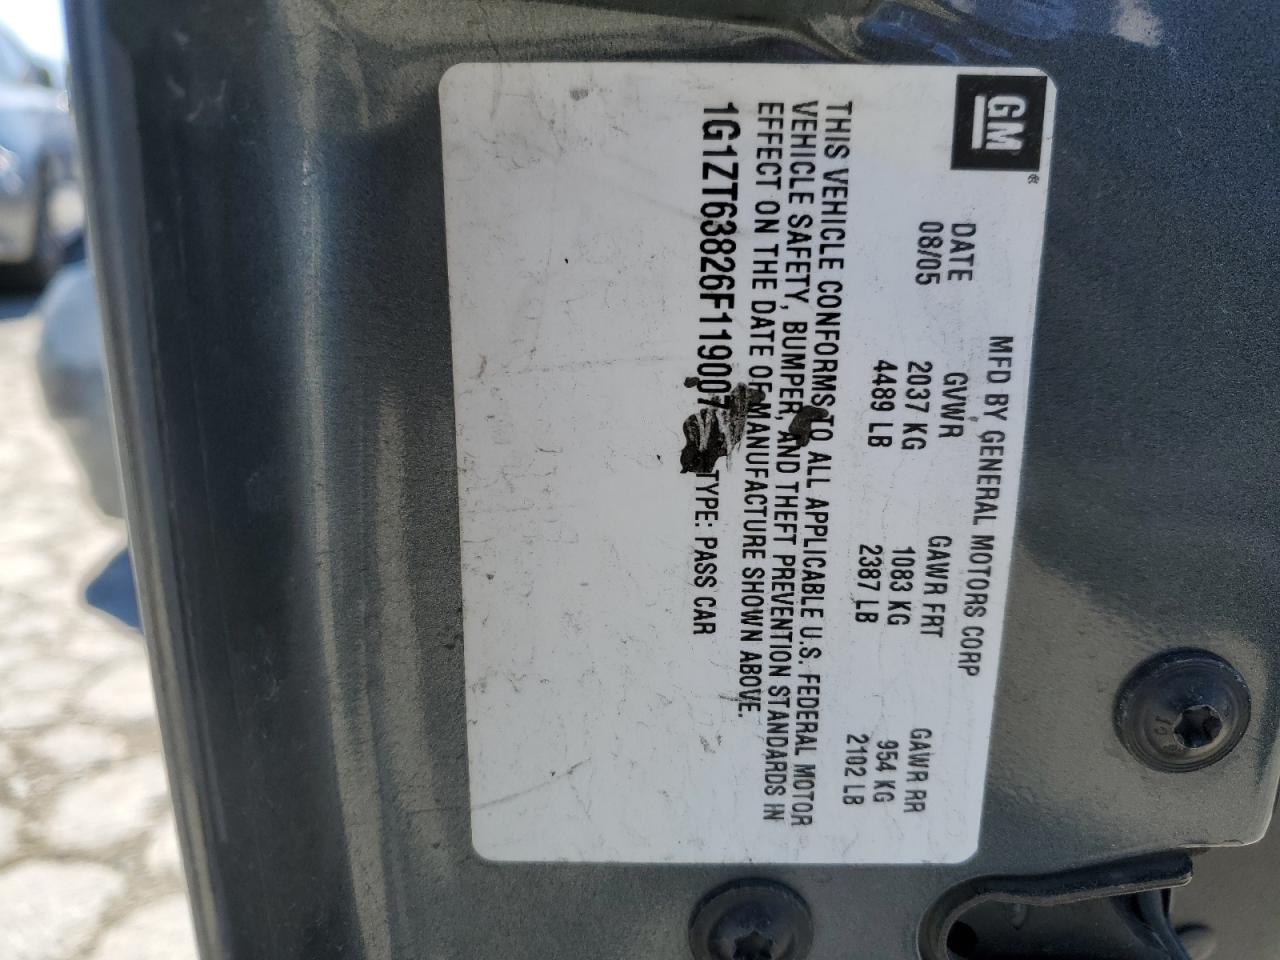 GM®
MFD BY GENERAL MOTORS CORP
DATE GVWR GAWR FRT GAWR RR
08/05 2037 KG 1083 KG 954 KG
4489 LB 2387 LB 2102 LB
THIS VEHICLE CONFORMS TO ALL APPLICABLE U.S. FEDERAL MOTOR
VEHICLE SAFETY, BUMPER, AND THEFT PREVENTION STANDARDS IN
EFFECT ON THE DATE OF MANUFACTURE SHOWN ABOVE.
1G1ZT63826F119007 TYPE: PASS CAR